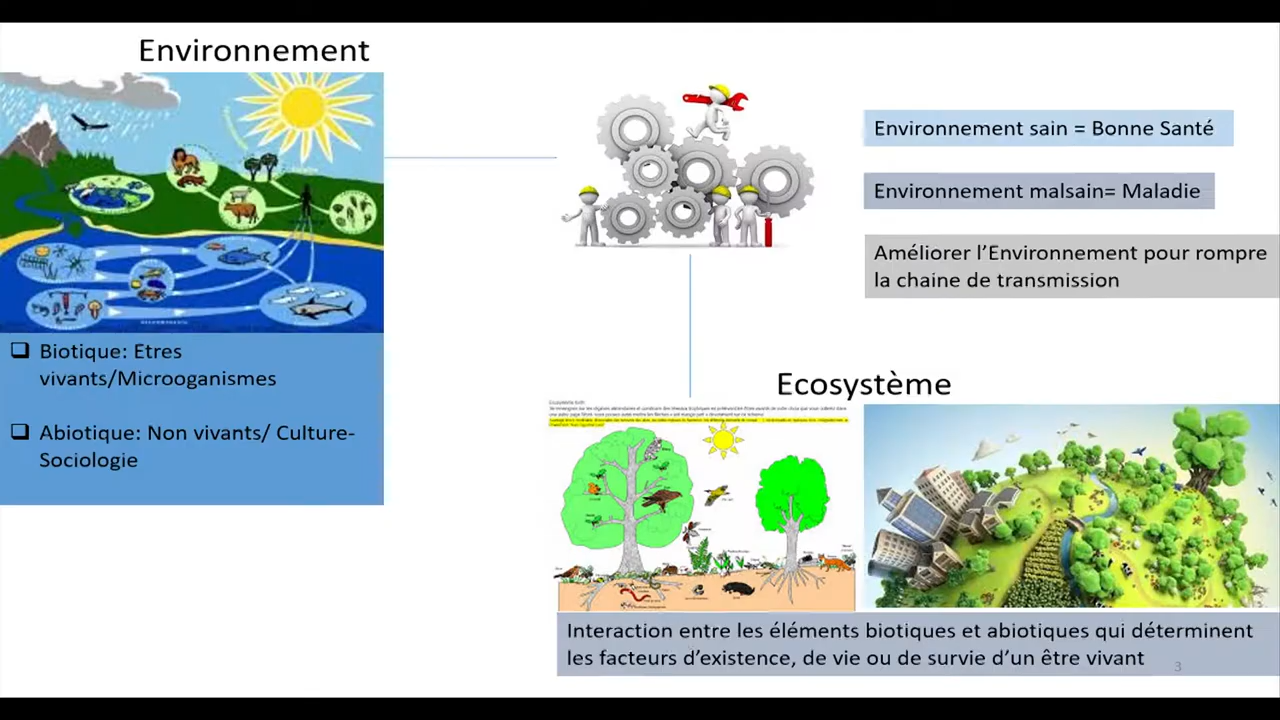 Environnement
❑ Biotique: Etres
vivants/Microoganismes
❑ Abiotique: Non vivants/ Culture-
Sociologie
Environnement sain = Bonne Santé
Environnement malsain= Maladie
Améliorer l’Environnement pour rompre
la chaine de transmission
Ecosystème
Interaction entre les éléments biotiques et abiotiques qui déterminent
les facteurs d’existence, de vie ou de survie d’un être vivant
3